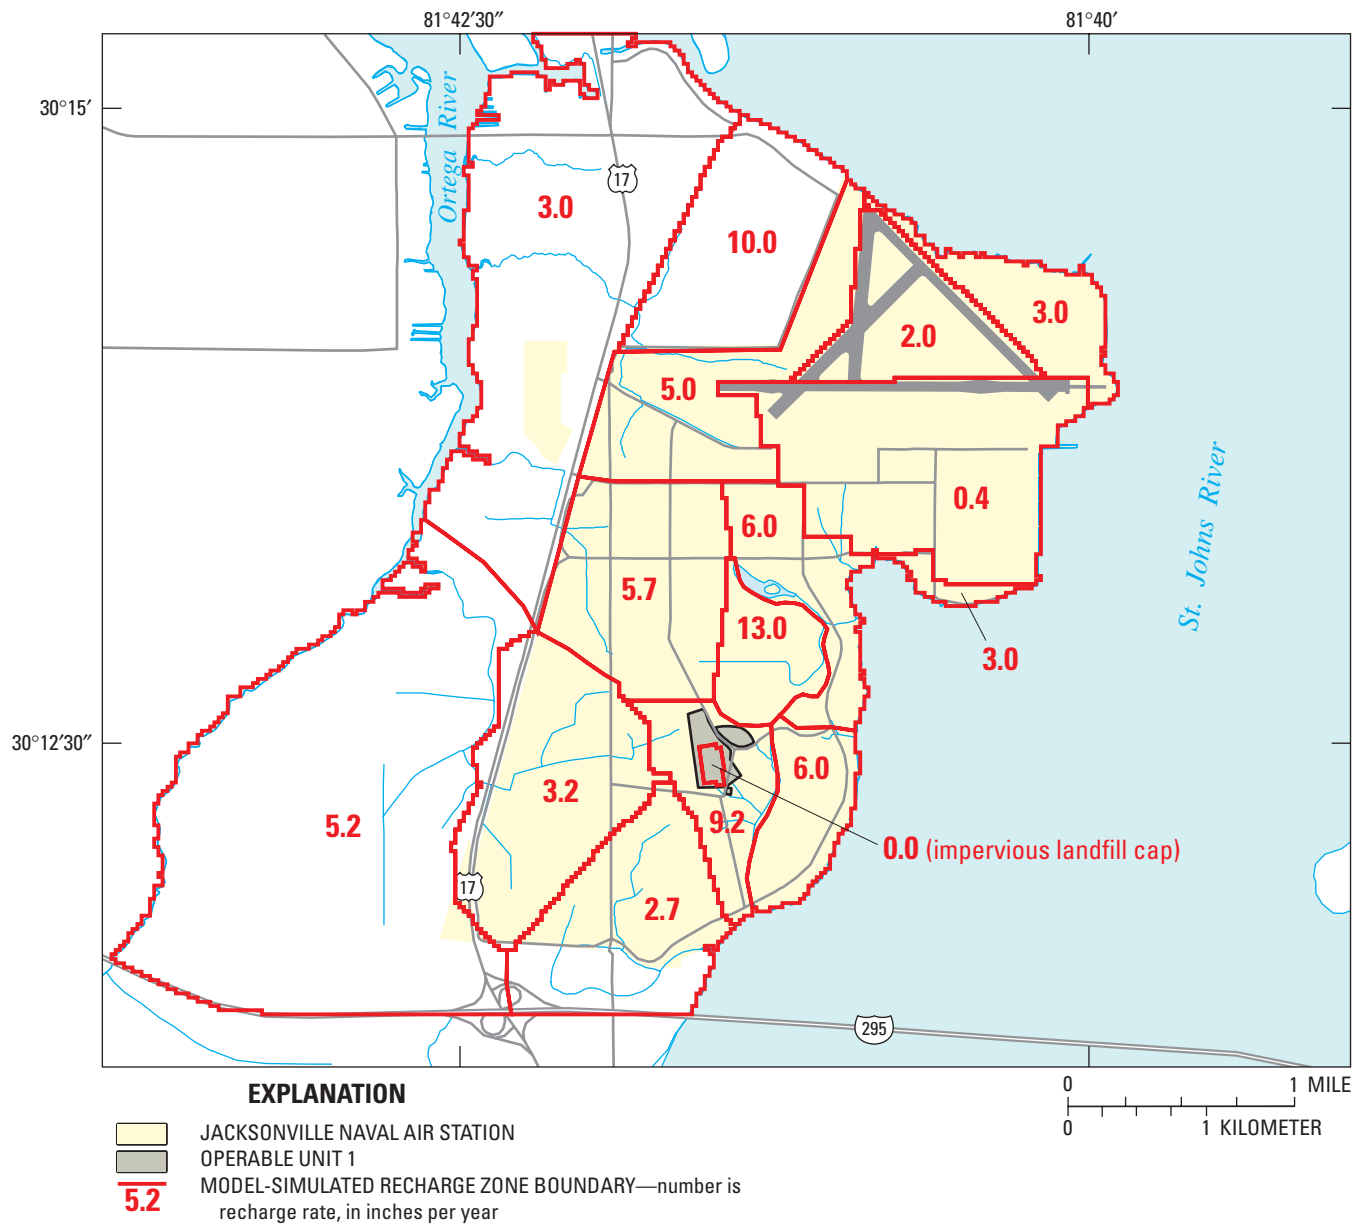 81°42′30″
81°40′
30°15′
Ortega River
17
3.0
10.0
3.0
2.0
5.0
0.4
6.0
St. Johns River
5.7
13.0
3.0
30°12′30″
6.0
3.2
9.2
5.2
0.0 (impervious landfill cap)
17
2.7
295
EXPLANATION
0 1 MILE
0 1 KILOMETER
JACKSONVILLE NAVAL AIR STATION
OPERABLE UNIT 1
5.2 MODEL-SIMULATED RECHARGE ZONE BOUNDARY—number is
recharge rate, in inches per year